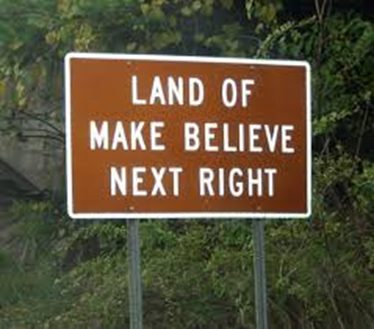 LAND OF
MAKE BELIEVE
NEXT RIGHT